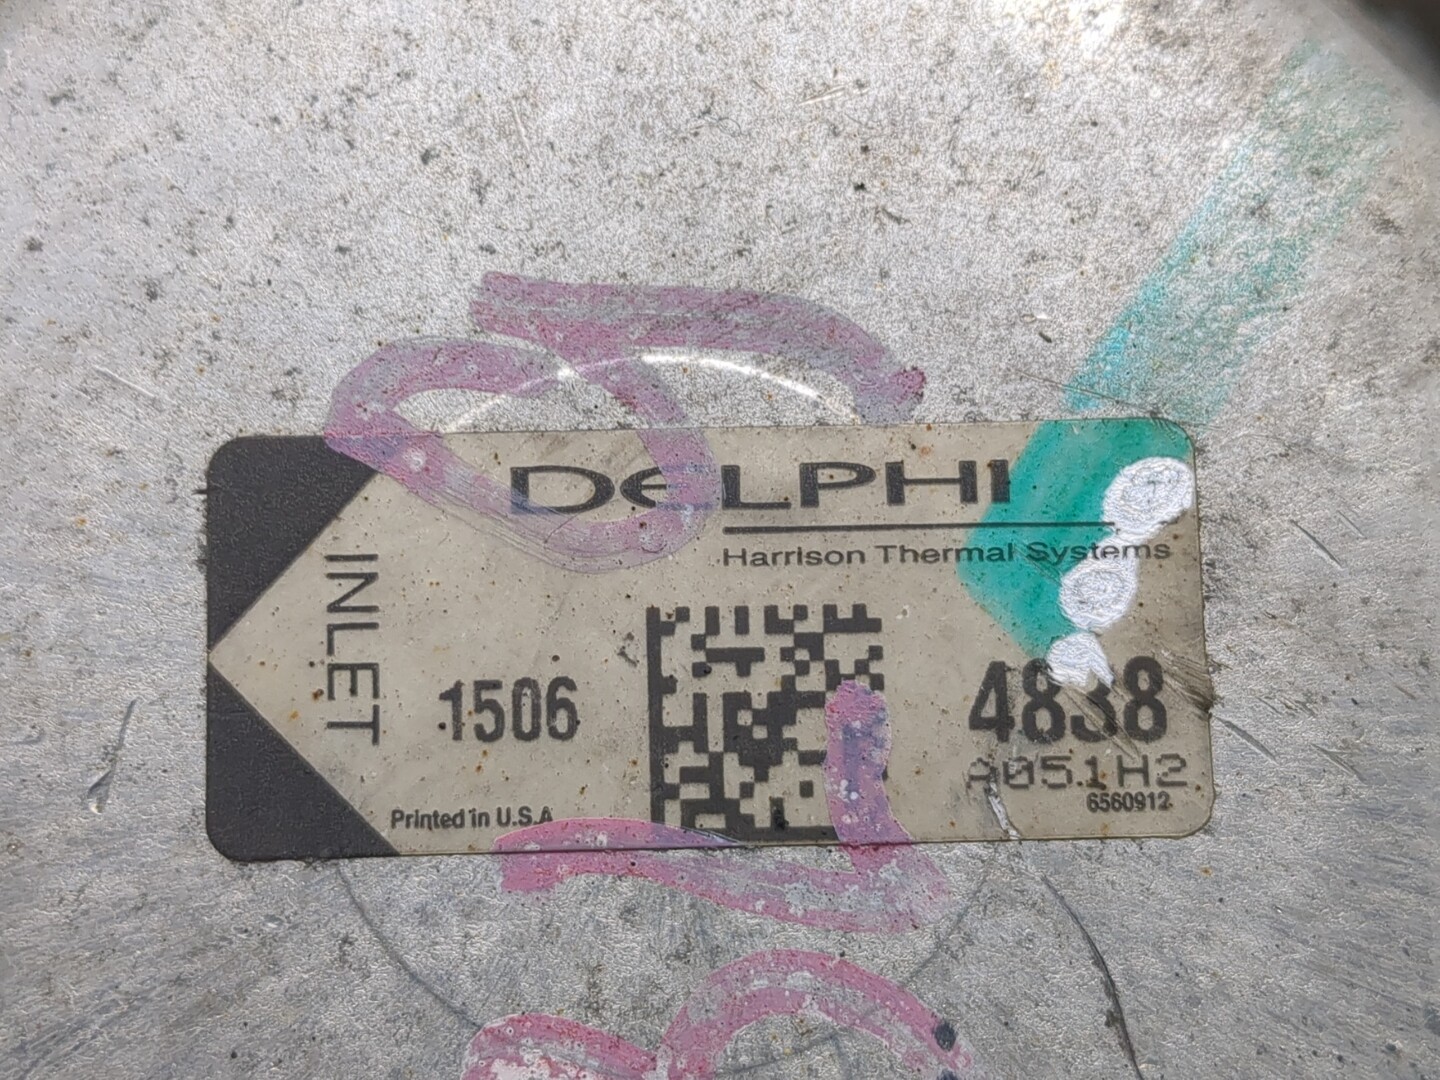 DELPHI
Harrison Thermal Systems
INLET
1506
4838
A051H2
6560912
Printed in U.S.A